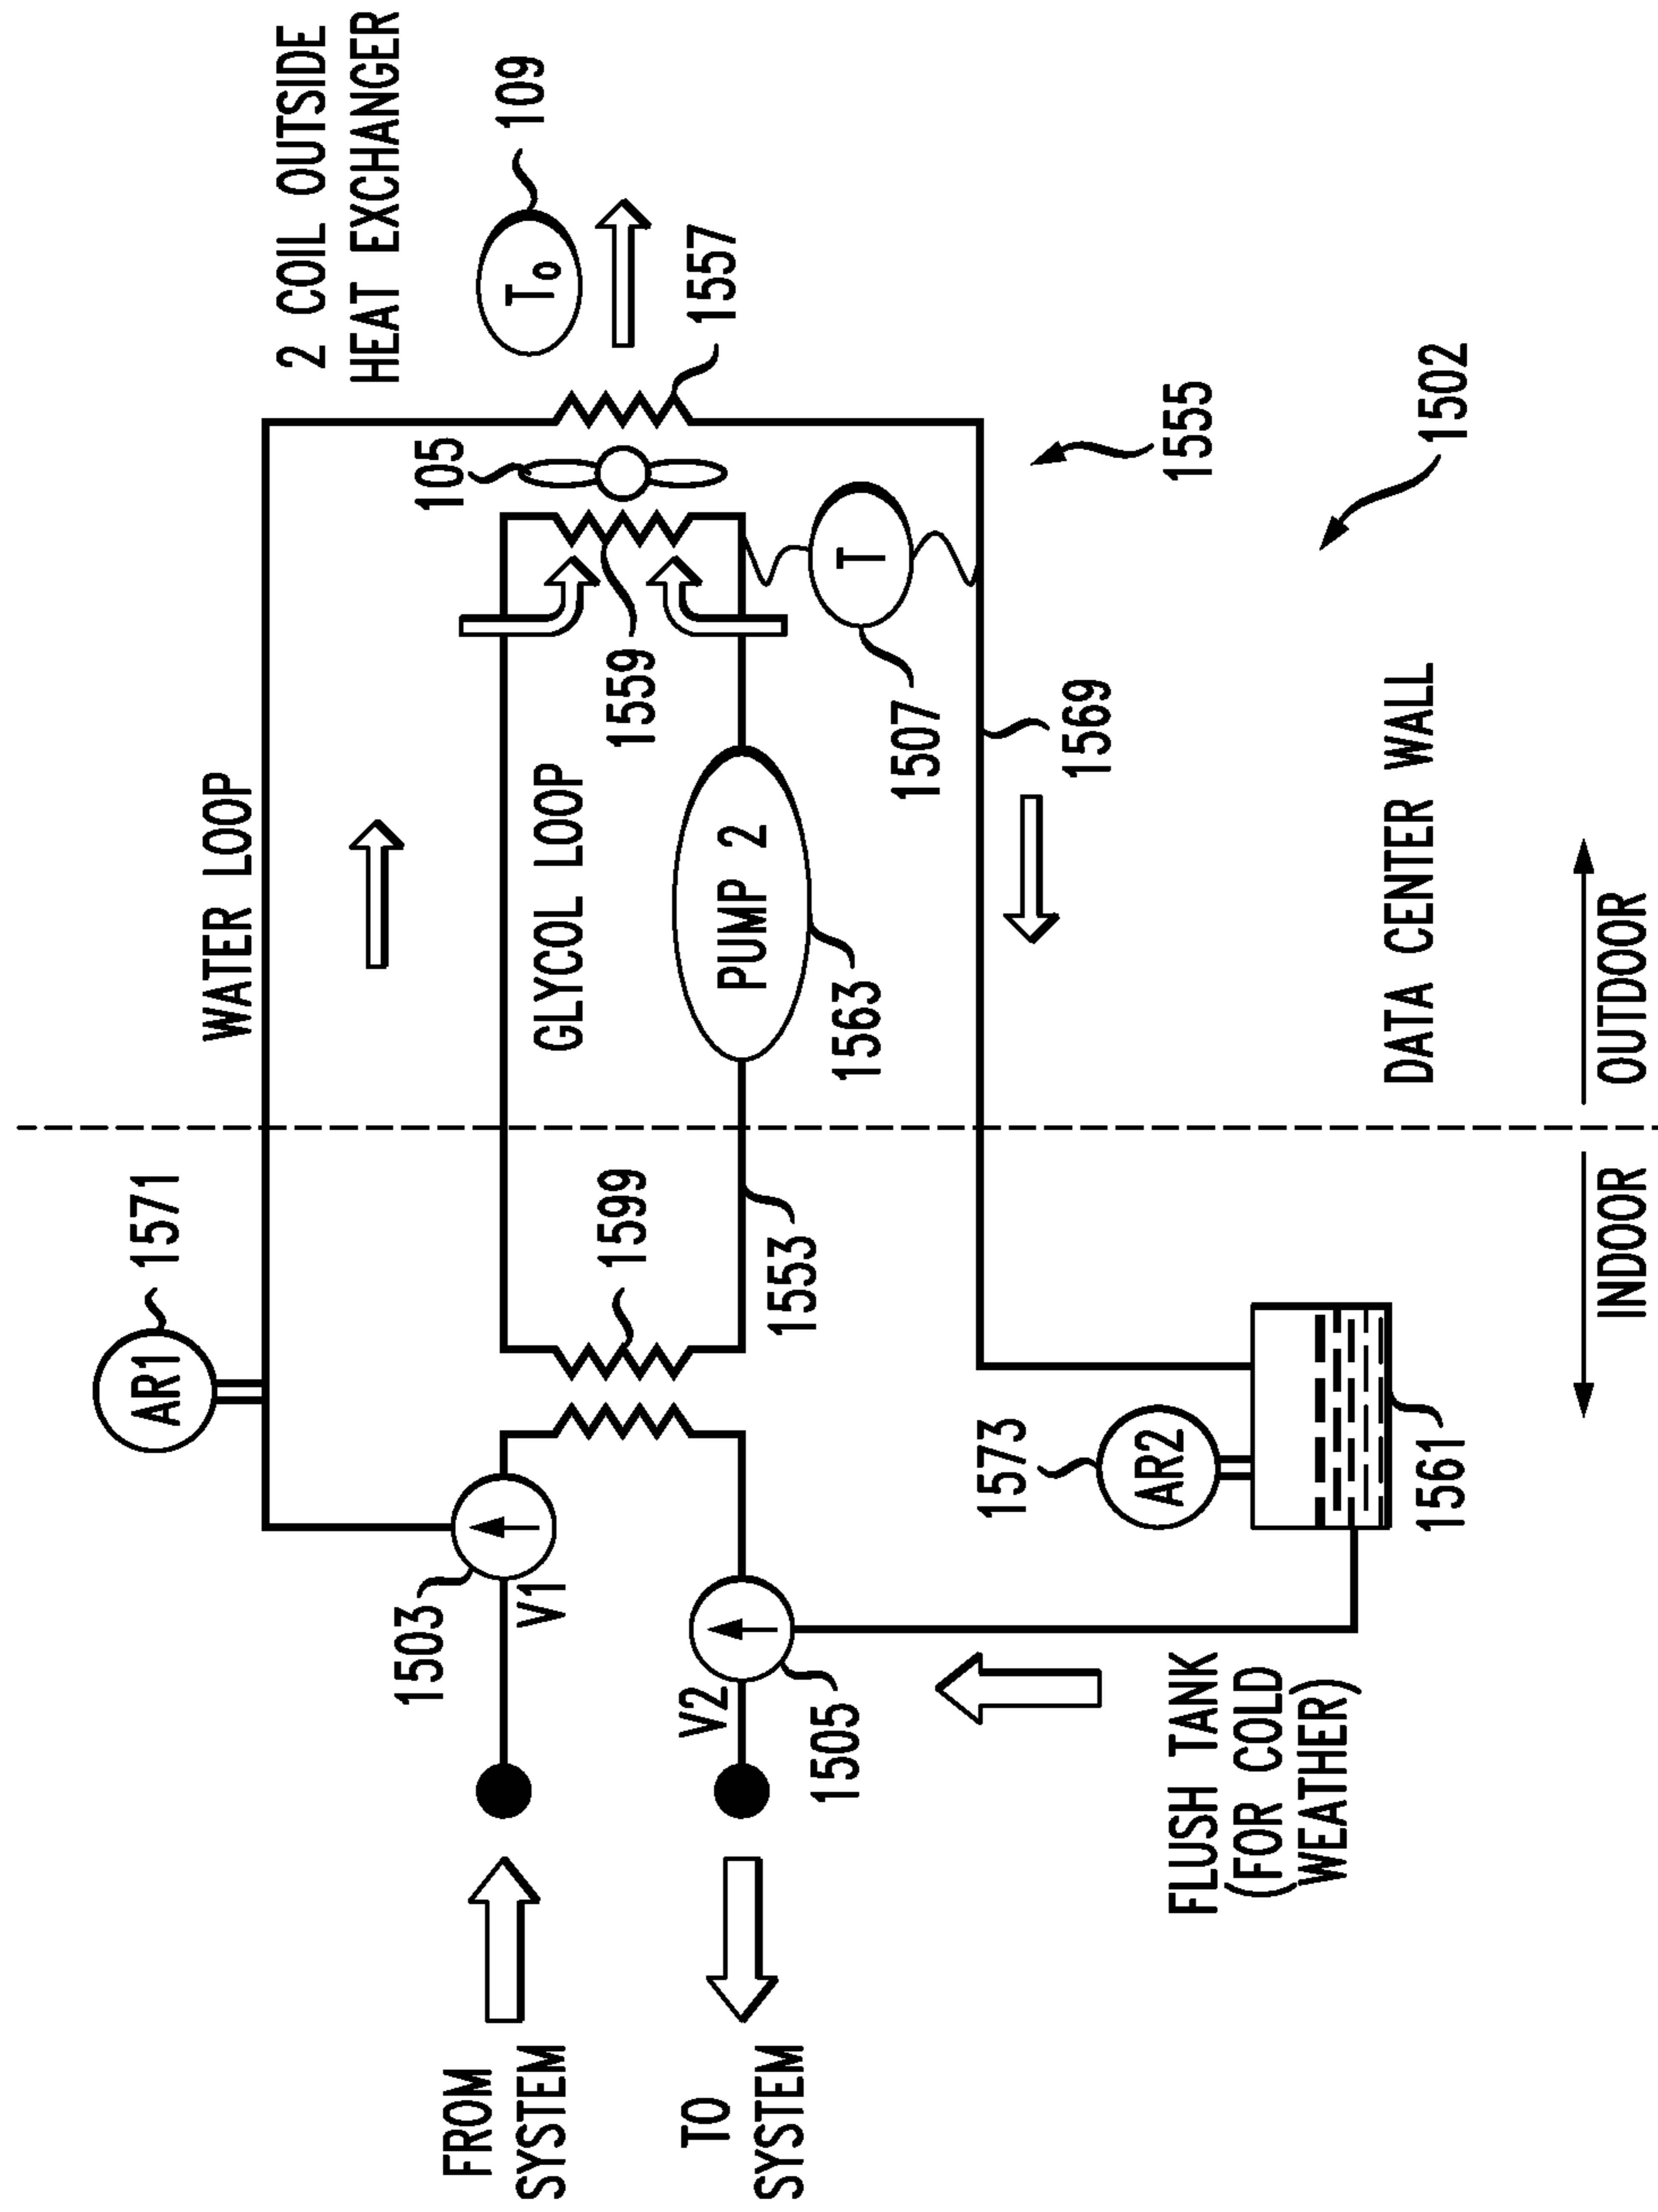 2 COIL OUTSIDE
HEAT EXCHANGER
WATER LOOP
AR1
1571
105
T0
109
1503
V1
GLYCOL LOOP
1599
1559
1557
V2
1505
PUMP 2
1563
1553
T
1507
FROM
SYSTEM
TO
SYSTEM
1573
AR2
1569
1555
FLUSH TANK
(FOR COLD
WEATHER)
1561
1502
DATA CENTER WALL
INDOOR
OUTDOOR